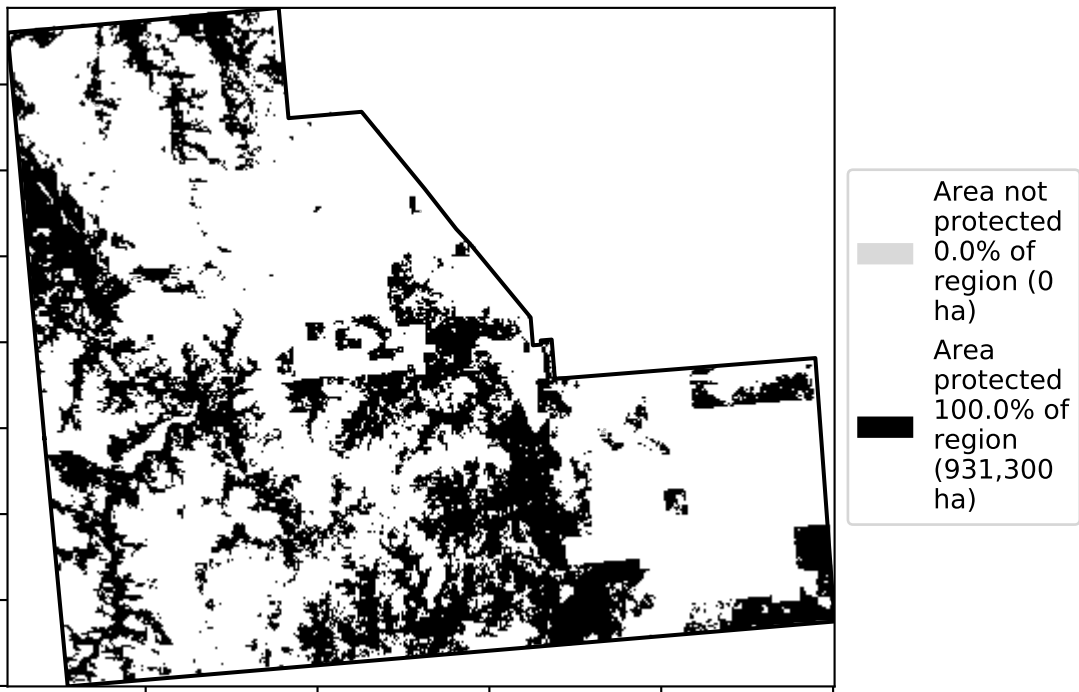 Area not
protected
0.0% of
region (0
ha)
Area
protected
100.0% of
region
(931,300
ha)